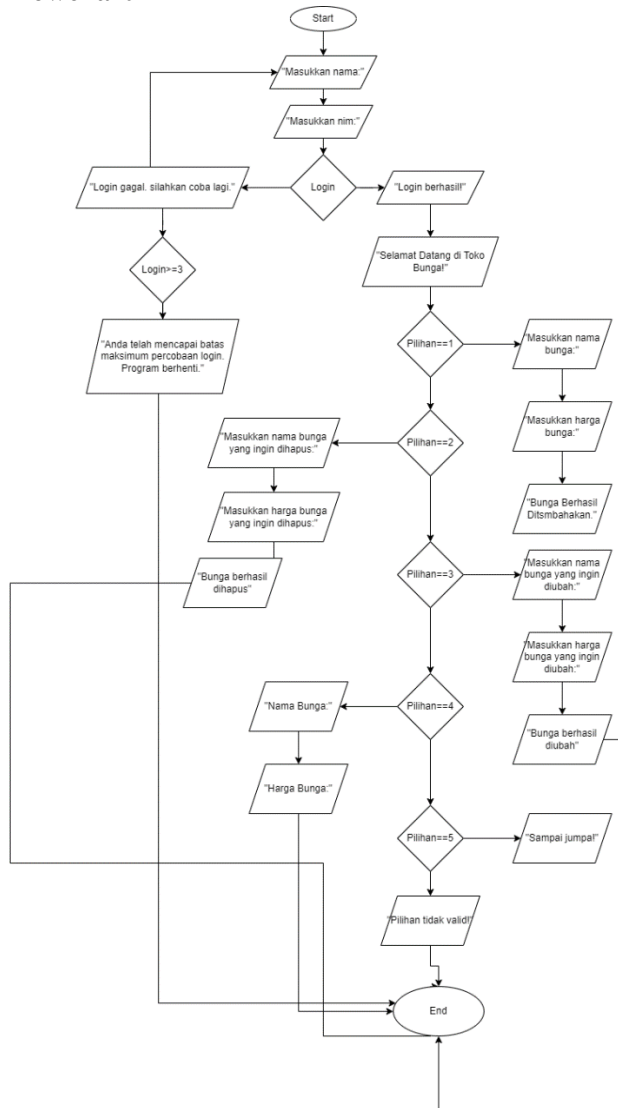 Start
"Masukkan nama:"
"Masukkan nim:"
Login
"Login gagal. silahkan coba lagi."
"Login berhasil!"
Login>=3
"Selamat Datang di Toko
Bunga!"
"Anda telah mencapai batas
maksimum percobaan login.
Program berhenti."
Pilihan==1
"Masukkan nama
bunga:"
"Masukkan harga
bunga:"
"Bunga Berhasil
Ditsmbahakan."
Pilihan==2
"Masukkan nama bunga
yang ingin dihapus:"
"Masukkan harga bunga
yang ingin dihapus:"
"Bunga berhasil
dihapus"
Pilihan==3
"Masukkan nama
bunga yang ingin
diubah:"
"Masukkan harga
bunga yang ingin
diubah:"
"Bunga berhasil
diubah"
Pilihan==4
"Nama Bunga:"
"Harga Bunga:"
Pilihan==5
"Sampai jumpa!"
"Pilihan tidak valid!"
End